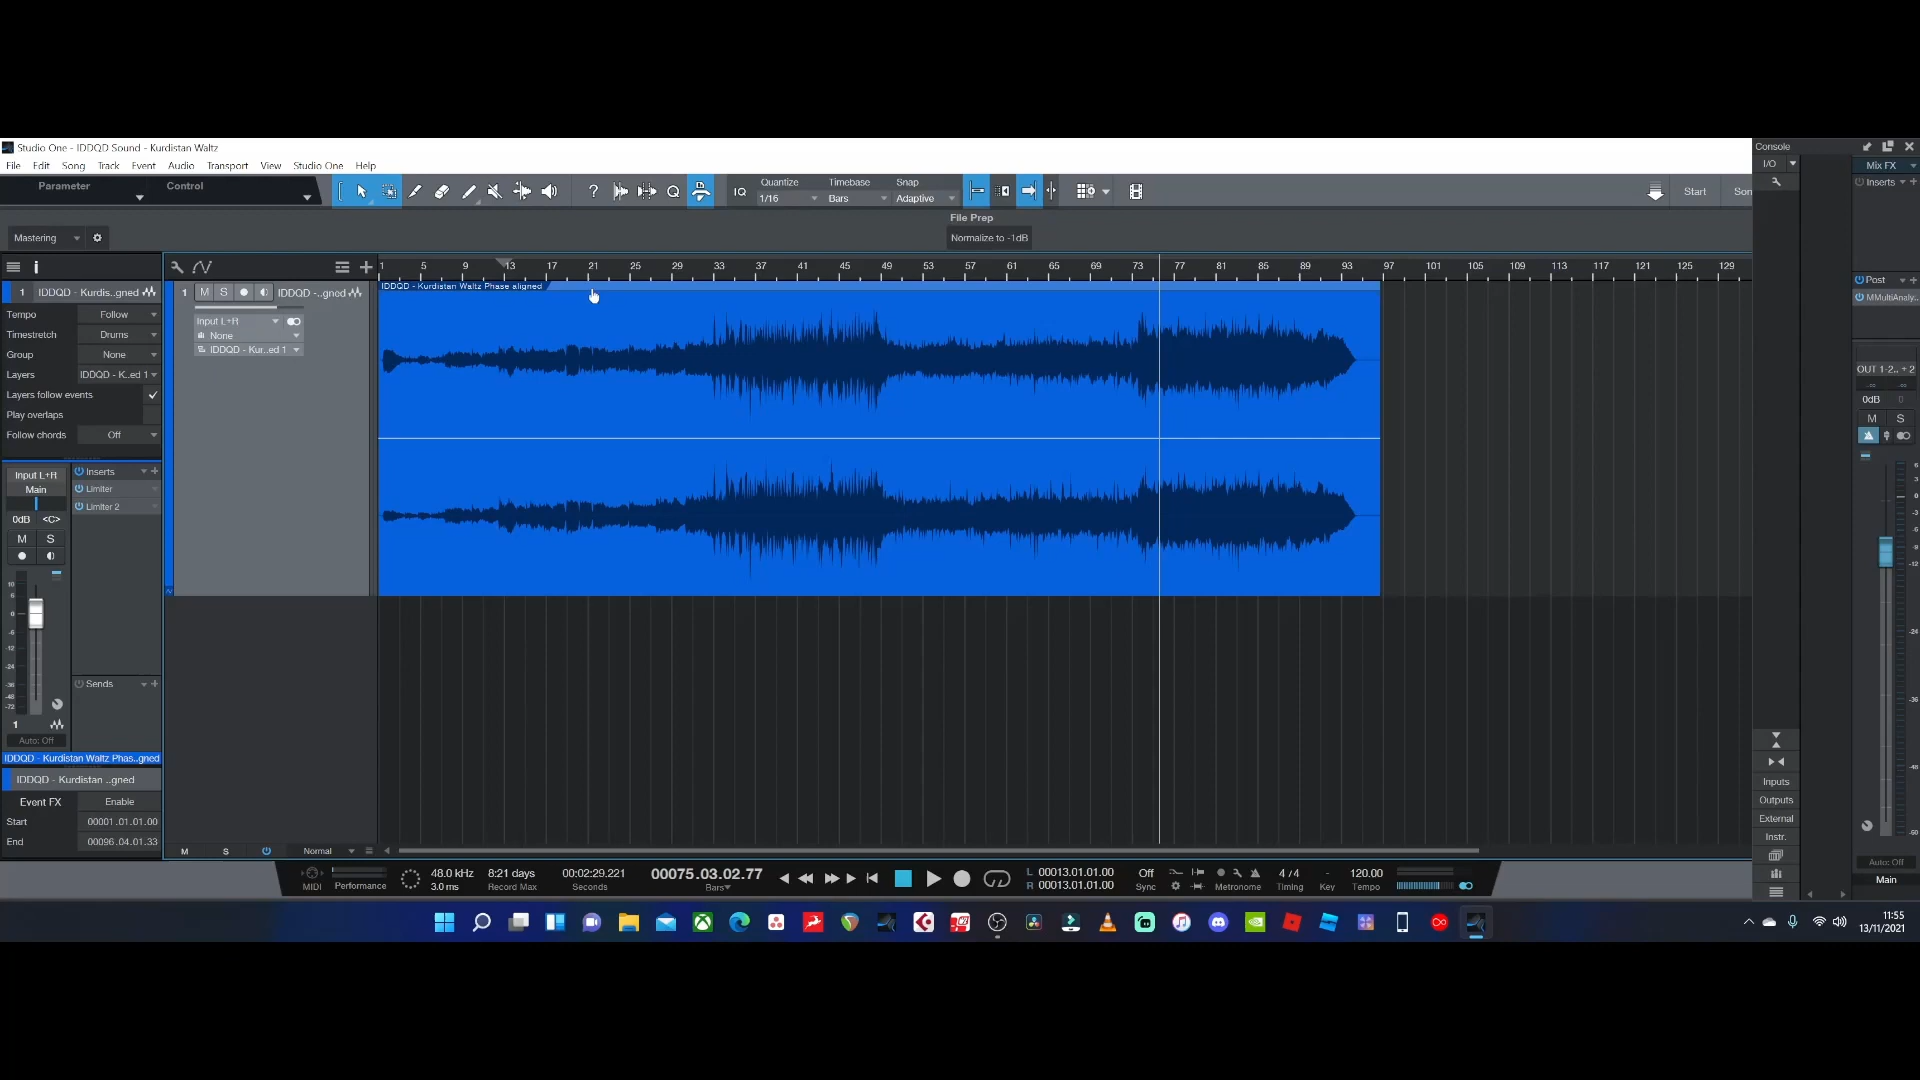 Studio One - IDDQD Sound - Kurdistan Waltz
Console
File Edit Song Track Event Audio Transport View Studio One Help
I/O
Mix FX
Parameter
Control
Inserts
IQ
Quantize
1/16
Timebase
Bars
Snap
Adaptive
Start
Son
File Prep
Mastering
Normalize to -1dB
1 5 9 13 17 21 25 29 33 37 41 45 49 53 57 61 65 69 73 77 81 85 89 93 97 101 105 109 113 117 121 125 129
Post
MMultiAnaly..
IDDQD - Kurdistan Waltz Phase aligned
1 IDDQD - Kurdis..gned
1 M S IDDQD -..gned
Input L+R
None
IDDQD - Kur..ed 1
Tempo Follow
Timestretch Drums
Group None
Layers IDDQD - K..ed 1
Layers follow events
Play overlaps
Follow chords Off
OUT 1-2.. + 2
0dB 0
M S
Input L+R
Main
0dB <C>
M S
Inserts
Limiter
Limiter 2
Sends
1
Auto: Off
IDDQD - Kurdistan Waltz Phas..gned
IDDQD - Kurdistan ..gned
Event FX Enable
Start 00001.01.01.00
End 00096.04.01.33
Inputs
Outputs
External
Instr.
Auto: Off
Main
M S Normal
MIDI
Performance
48.0 kHz
3.0 ms
8:21 days
Record Max
00:02:29.221
Seconds
00075.03.02.77
Bars
L 00013.01.01.00
R 00013.01.01.00
Off
Sync
Metronome
4 / 4
Timing
-
Key
120.00
Tempo
11:55
13/11/2021